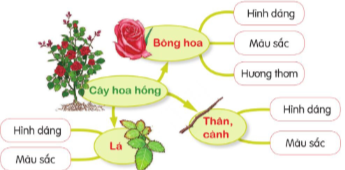 Hình dáng
Bông hoa
Màu sắc
Hương thơm
Cây hoa hồng
Hình dáng
Thân,
cành
Màu sắc
Hình dáng
Lá
Màu sắc